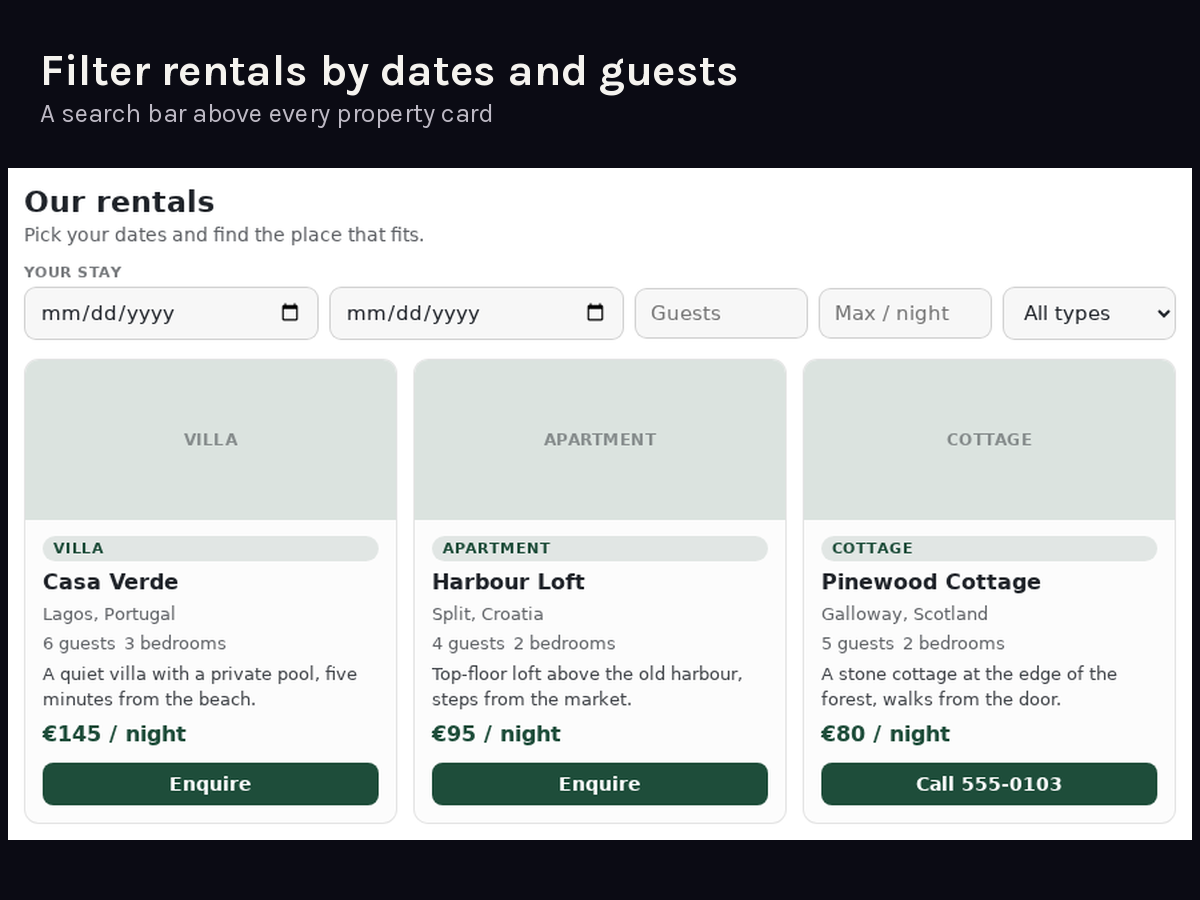 Filter rentals by dates and guests
A search bar above every property card
Our rentals
Pick your dates and find the place that fits.
YOUR STAY
mm/dd/yyyy
mm/dd/yyyy
Guests
Max / night
All types
VILLA
VILLA
Casa Verde
Lagos, Portugal
6 guests 3 bedrooms
A quiet villa with a private pool, five
minutes from the beach.
€145 / night
Enquire
APARTMENT
APARTMENT
Harbour Loft
Split, Croatia
4 guests 2 bedrooms
Top-floor loft above the old harbour,
steps from the market.
€95 / night
Enquire
COTTAGE
COTTAGE
Pinewood Cottage
Galloway, Scotland
5 guests 2 bedrooms
A stone cottage at the edge of the
forest, walks from the door.
€80 / night
Call 555-0103